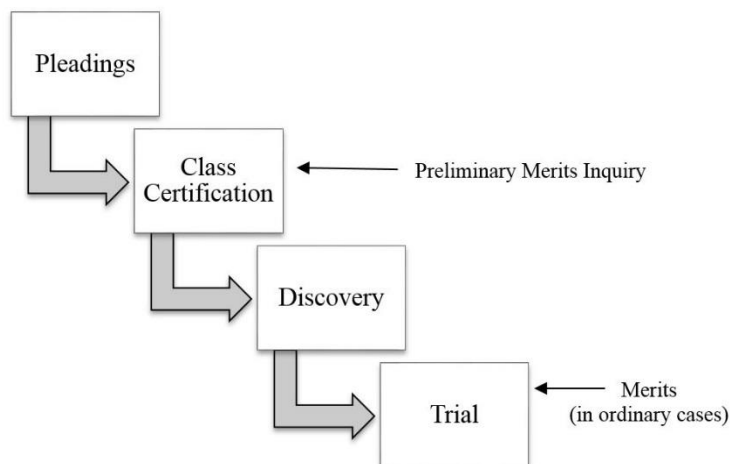 Pleadings
Class
Certification
Preliminary Merits Inquiry
Discovery
Trial
Merits
(in ordinary cases)